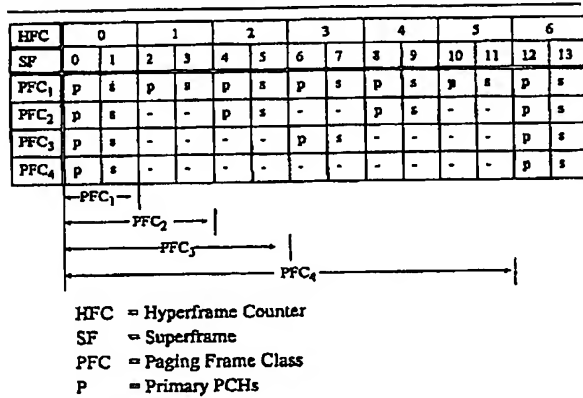 HFC 0 1 2 3 4 5 6
SF 0 1 2 3 4 5 6 7 8 9 10 11 12 13
PFC1 p s p s p s p s p s p s p s
PFC2 p s - - p s - - p s - - p s
PFC3 p s - - - - p s - - - - p s
PFC4 p s - - - - - - - - - - p s
PFC1
PFC2
PFC3
PFC4
HFC = Hyperframe Counter
SF = Superframe
PFC = Paging Frame Class
P = Primary PCHs